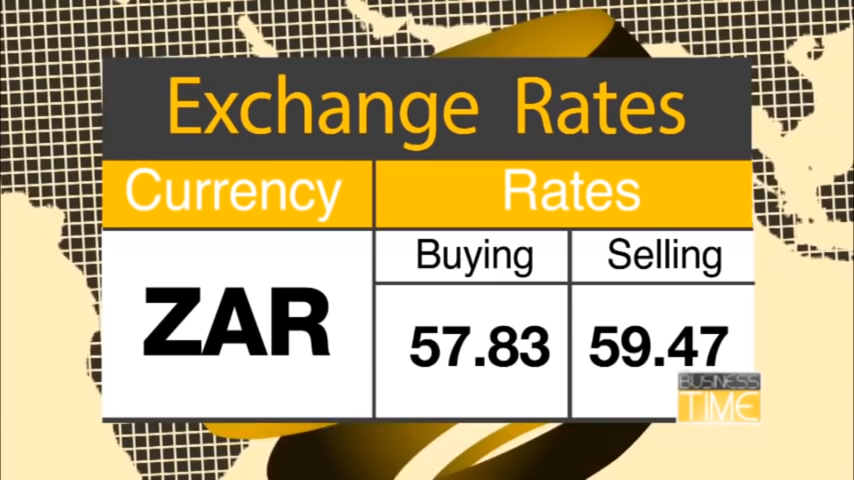 Exchange Rates
Currency Rates
Buying Selling
ZAR 57.83 59.47
BUSINESS
TIME